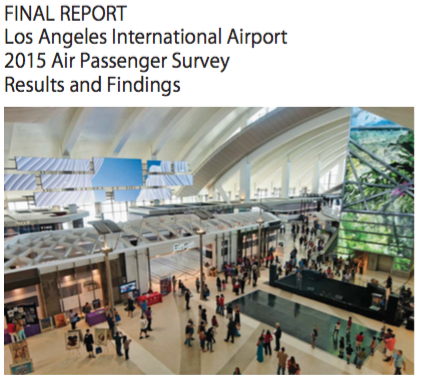 FINAL REPORT
Los Angeles International Airport
2015 Air Passenger Survey
Results and Findings